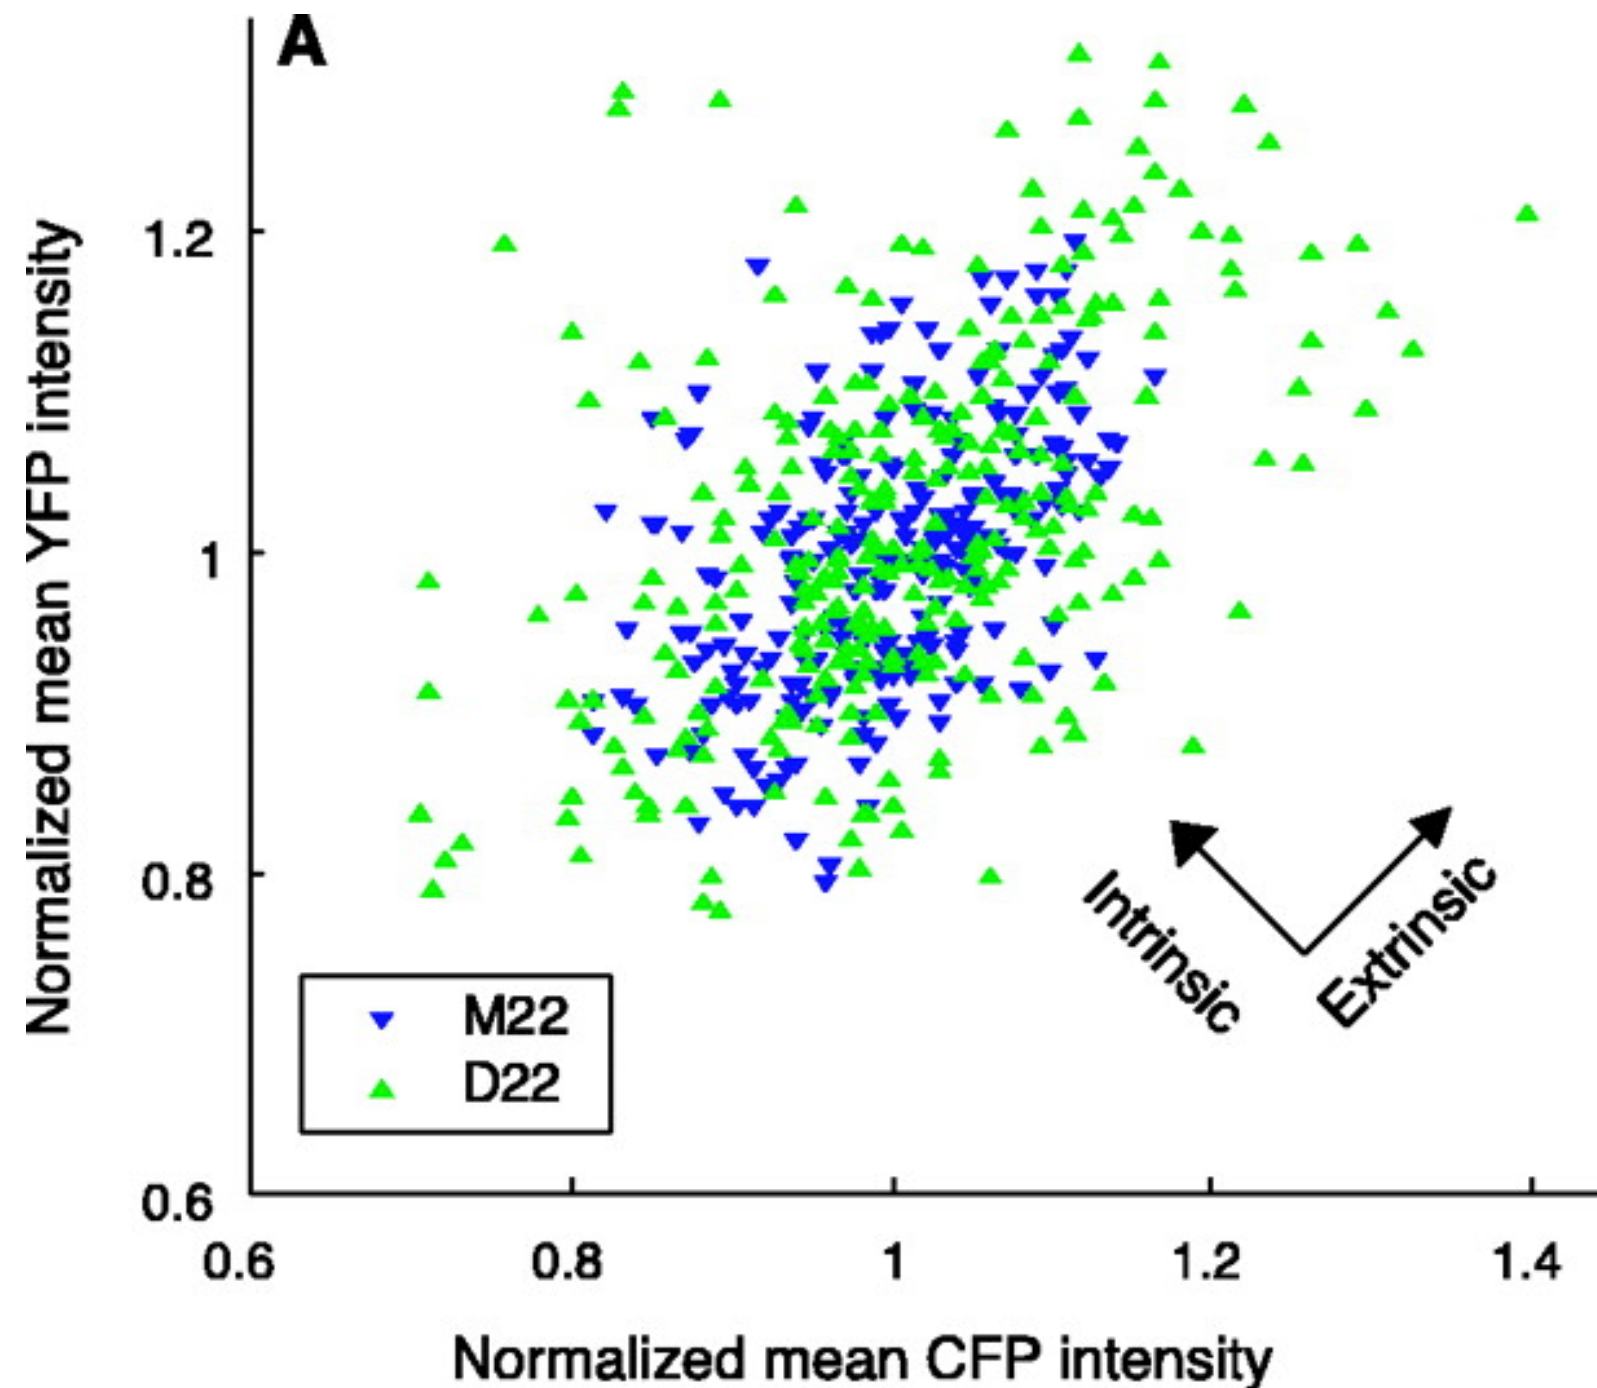 A
Normalized mean YFP intensity
1.2
1
0.8
0.6
M22
D22
Intrinsic
Extrinsic
0.6
0.8
1
1.2
1.4
Normalized mean CFP intensity